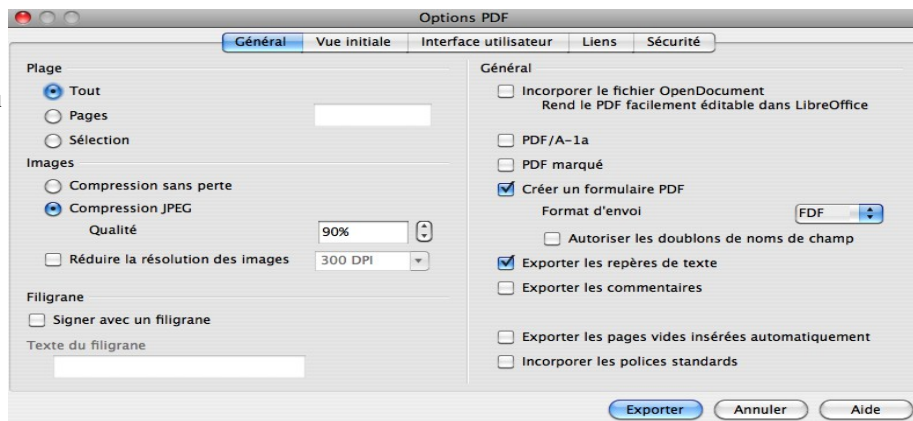 Options PDF
Général Vue initiale Interface utilisateur Liens Sécurité
Plage
Tout
Pages
Sélection
Images
Compression sans perte
Compression JPEG
Qualité 90%
Réduire la résolution des images 300 DPI
Filigrane
Signer avec un filigrane
Texte du filigrane
Général
Incorporer le fichier OpenDocument
Rend le PDF facilement éditable dans LibreOffice
PDF/A-1a
PDF marqué
Créer un formulaire PDF
Format d'envoi FDF
Autoriser les doublons de noms de champ
Exporter les repères de texte
Exporter les commentaires
Exporter les pages vides insérées automatiquement
Incorporer les polices standards
Exporter Annuler Aide